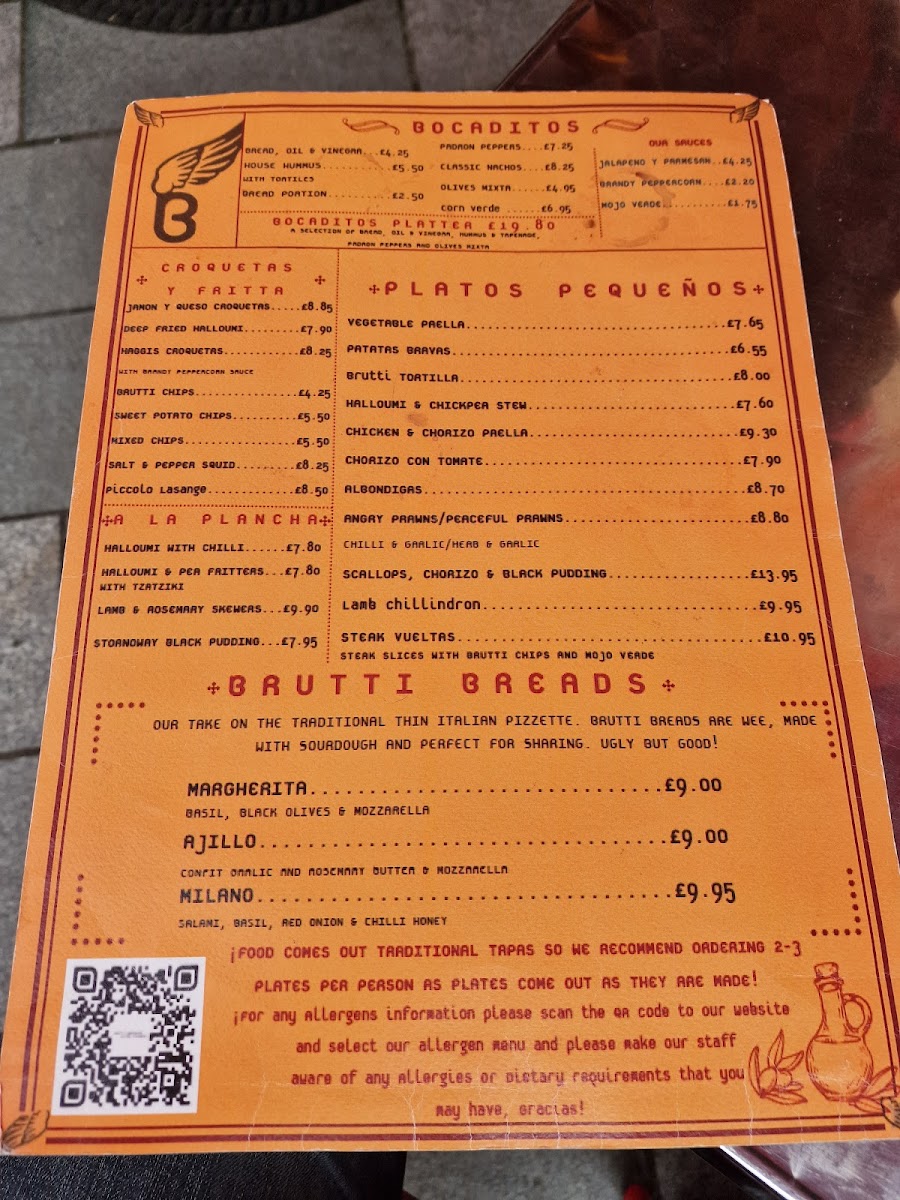 B
BOCADITOS
BREAD, OIL & VINEGAR...£4.25
HOUSE HUMMUS............£5.50
WITH TORTILES
BREAD PORTION...........£2.50
PADRON PEPPERS....£7.25
CLASSIC NACHOS....£8.25
OLIVES MIXTA......£4.95
corn verde ......£6.95
OUR SAUCES
JALAPENO Y PARMESAN..£4.25
BRANDY PEPPERCORN....£2.20
MOJO VERDE...........£1.75
BOCADITOS PLATTER £19.80
A SELECTION OF BREAD, OIL & VINEGAR, HUMMUS & TAPENADE,
PADRON PEPPERS AND OLIVES MIXTA
CROQUETAS
Y FRITTA
JAMON Y QUESO CROQUETAS.....£8.85
DEEP FRIED HALLOUMI.........£7.90
HAGGIS CROQUETAS............£8.25
WITH BRANDY PEPPERCORN SAUCE
BRUTTI CHIPS................£4.25
SWEET POTATO CHIPS..........£5.50
MIXED CHIPS.................£5.50
SALT & PEPPER SQUID.........£8.25
Piccolo Lasange.............£8.50
A LA PLANCHA
HALLOUMI WITH CHILLI......£7.80
HALLOUMI & PEA FRITTERS...£7.80
WITH TZATZIKI
LAMB & ROSEMARY SKEWERS...£9.90
STORNOWAY BLACK PUDDING...£7.95
PLATOS PEQUEÑOS
VEGETABLE PAELLA....................................£7.65
PATATAS BRAVAS......................................£6.55
Brutti TORTILLA.....................................£8.00
HALLOUMI & CHICKPEA STEW............................£7.60
CHICKEN & CHORIZO PAELLA............................£9.30
CHORIZO CON TOMATE..................................£7.90
ALBONDIGAS..........................................£8.70
ANGRY PRAWNS/PEACEFUL PRAWNS........................£8.80
CHILLI & GARLIC/HERB & GARLIC
SCALLOPS, CHORIZO & BLACK PUDDING..................£13.95
Lamb chillindron....................................£9.95
STEAK VUELTAS......................................£10.95
STEAK SLICES WITH BRUTTI CHIPS AND MOJO VERDE
BRUTTI BREADS
OUR TAKE ON THE TRADITIONAL THIN ITALIAN PIZZETTE. BRUTTI BREADS ARE WEE, MADE
WITH SOURDOUGH AND PERFECT FOR SHARING. UGLY BUT GOOD!
MARGHERITA..............................£9.00
BASIL, BLACK OLIVES & MOZZARELLA
AJILLO...................................£9.00
CONFIT GARLIC AND ROSEMARY BUTTER & MOZZARELLA
MILANO...................................£9.95
SALAMI, BASIL, RED ONION & CHILLI HONEY
¡FOOD COMES OUT TRADITIONAL TAPAS SO WE RECOMMEND ORDERING 2-3
PLATES PER PERSON AS PLATES COME OUT AS THEY ARE MADE!
¡For any Allergens information please scan the QR code to our website
and select our allergen menu and please make our staff
aware of any Allergies or Dietary requirements that you
may have, Gracias!